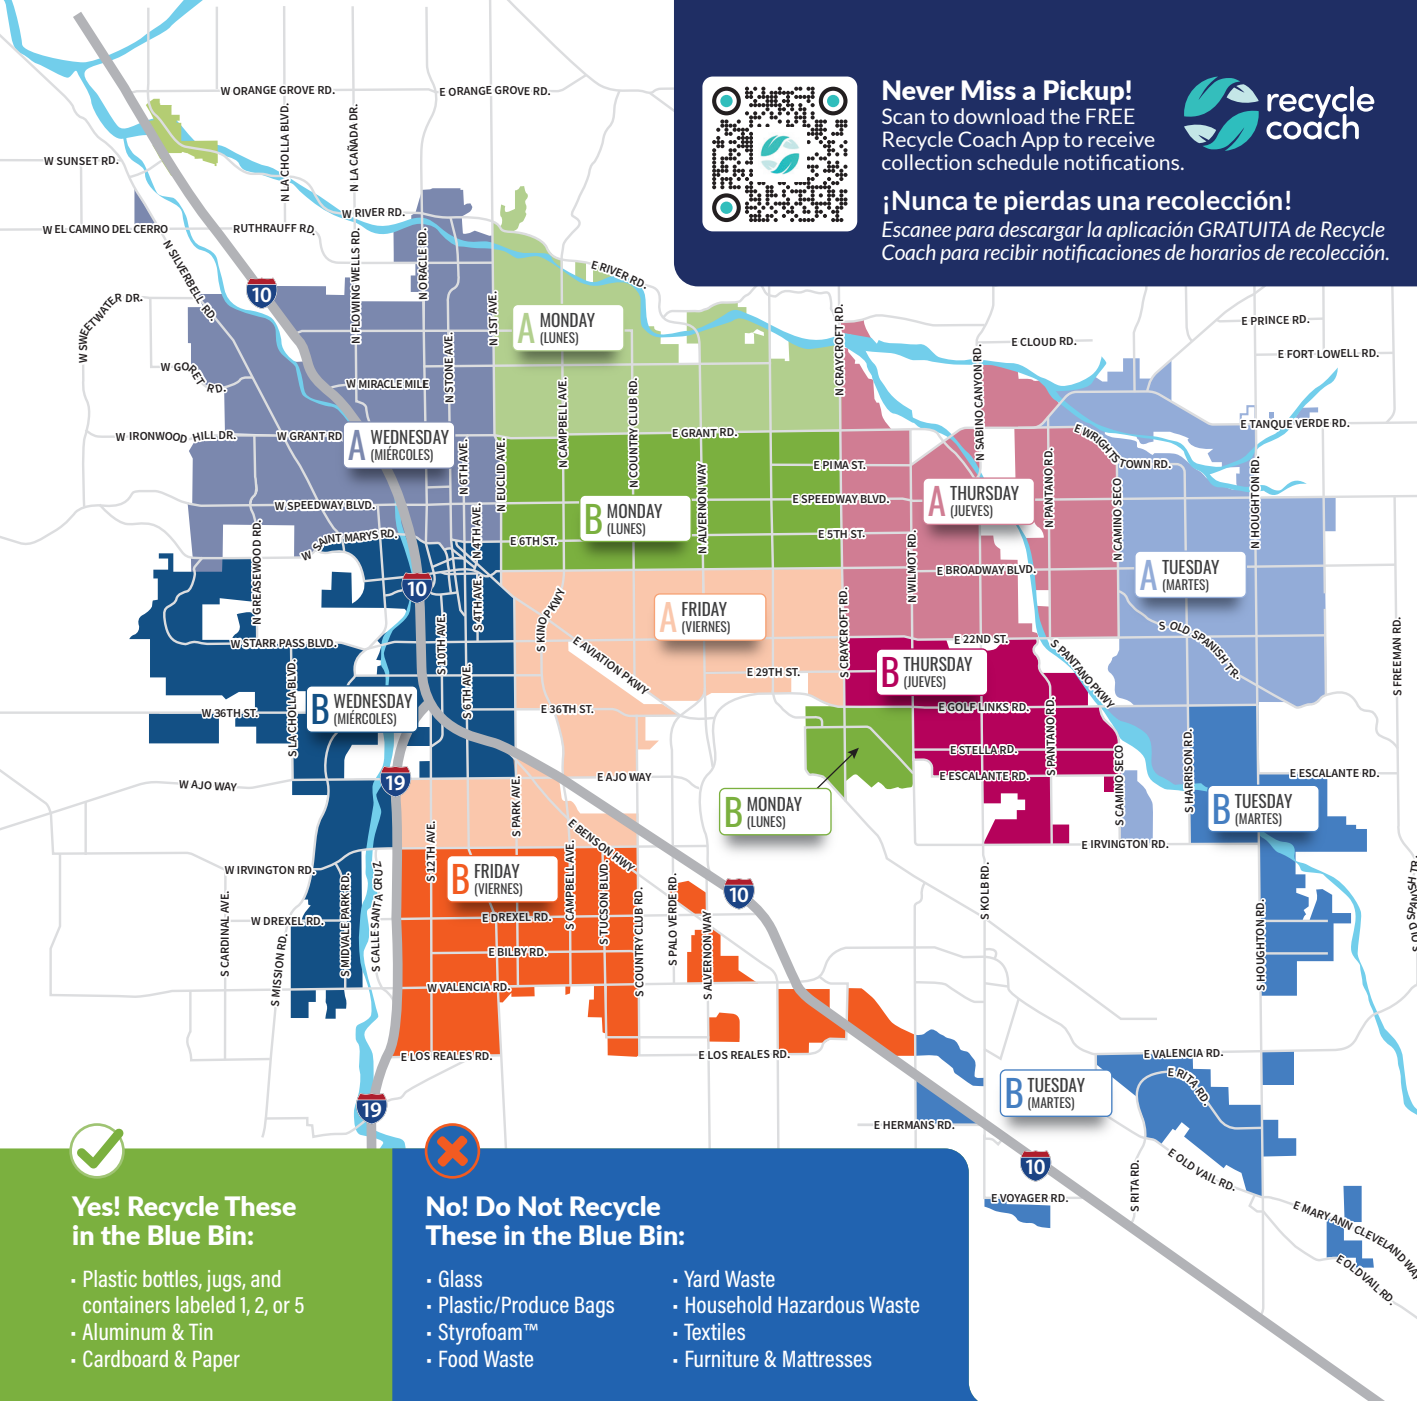 Never Miss a Pickup!
Scan to download the FREE
Recycle Coach App to receive
collection schedule notifications.
recycle
coach
¡Nunca te pierdas una recolección!
Escanee para descargar la aplicación GRATUITA de Recycle
Coach para recibir notificaciones de horarios de recolección.
W ORANGE GROVE RD.
E ORANGE GROVE RD.
W SUNSET RD.
N LA CHOLLA BLVD.
N LA CAÑADA DR.
W RIVER RD.
W EL CAMINO DEL CERRO
RUTHRAUFF RD.
N SILVERBELL RD.
N FLOWING WELLS RD.
N ORACLE RD.
E RIVER RD.
10
W SWEETWATER DR.
N 1ST AVE.
N STONE AVE.
A MONDAY
(LUNES)
N CRAYCROFT RD.
E PRINCE RD.
E CLOUD RD.
E FORT LOWELL RD.
W GORET RD.
W MIRACLE MILE
N CAMPBELL AVE.
N COUNTRY CLUB RD.
N SABINO CANYON RD.
W IRONWOOD HILL DR.
W GRANT RD
A WEDNESDAY
(MIÉRCOLES)
E GRANT RD.
E WRIGHTSTOWN RD.
E TANQUE VERDE RD.
N 6TH AVE.
N EUCLID AVE.
N ALVERNON WAY
E PIMA ST.
N PANTANO RD.
N CAMINO SECO
N HOUGHTON RD.
W SPEEDWAY BLVD.
B MONDAY
(LUNES)
E SPEEDWAY BLVD.
A THURSDAY
(JUEVES)
W SAINT MARYS RD.
N 4TH AVE.
E 6TH ST.
E 5TH ST.
N GREASEWOOD RD.
N WILMOT RD.
E BROADWAY BLVD.
A TUESDAY
(MARTES)
10
S 4TH AVE.
S KINO PKWY
A FRIDAY
(VIERNES)
S CRAYCROFT RD.
W STARR PASS BLVD.
S 10TH AVE.
E AVIATION PKWY
E 22ND ST.
S PANTANO PKWY
S OLD SPANISH TR.
S FREEMAN RD.
S LA CHOLLA BLVD.
S 6TH AVE.
E 29TH ST.
B THURSDAY
(JUEVES)
B WEDNESDAY
(MIÉRCOLES)
W 36TH ST.
E 36TH ST.
E GOLF LINKS RD.
S PANTANO RD.
E STELLA RD.
S CAMINO SECO
S HARRISON RD.
19
W AJO WAY
E AJO WAY
E ESCALANTE RD.
E ESCALANTE RD.
S PARK AVE.
B MONDAY
(LUNES)
B TUESDAY
(MARTES)
S 12TH AVE.
E BENSON HWY
E IRVINGTON RD.
W IRVINGTON RD.
B FRIDAY
(VIERNES)
S CAMPBELL AVE.
S TUCSON BLVD.
S COUNTRY CLUB RD.
S PALO VERDE RD.
S ALVERNON WAY
10
S KOLB RD.
S OLD SPANISH TR.
S CARDINAL AVE.
W DREXEL RD.
S MISSION RD.
S MIDVALE PARK RD.
S CALLE SANTA CRUZ
E DREXEL RD.
E BILBY RD.
W VALENCIA RD.
S HOUGHTON RD.
E LOS REALES RD.
E LOS REALES RD.
E VALENCIA RD.
E RITA RD.
B TUESDAY
(MARTES)
19
E HERMANS RD.
10
E OLD VAIL RD.
S RITA RD.
E VOYAGER RD.
E MARY ANN CLEVELAND WAY
E OLD VAIL RD.
Yes! Recycle These
in the Blue Bin:
· Plastic bottles, jugs, and
containers labeled 1, 2, or 5
· Aluminum & Tin
· Cardboard & Paper
No! Do Not Recycle
These in the Blue Bin:
· Glass
· Plastic/Produce Bags
· Styrofoam™
· Food Waste
· Yard Waste
· Household Hazardous Waste
· Textiles
· Furniture & Mattresses